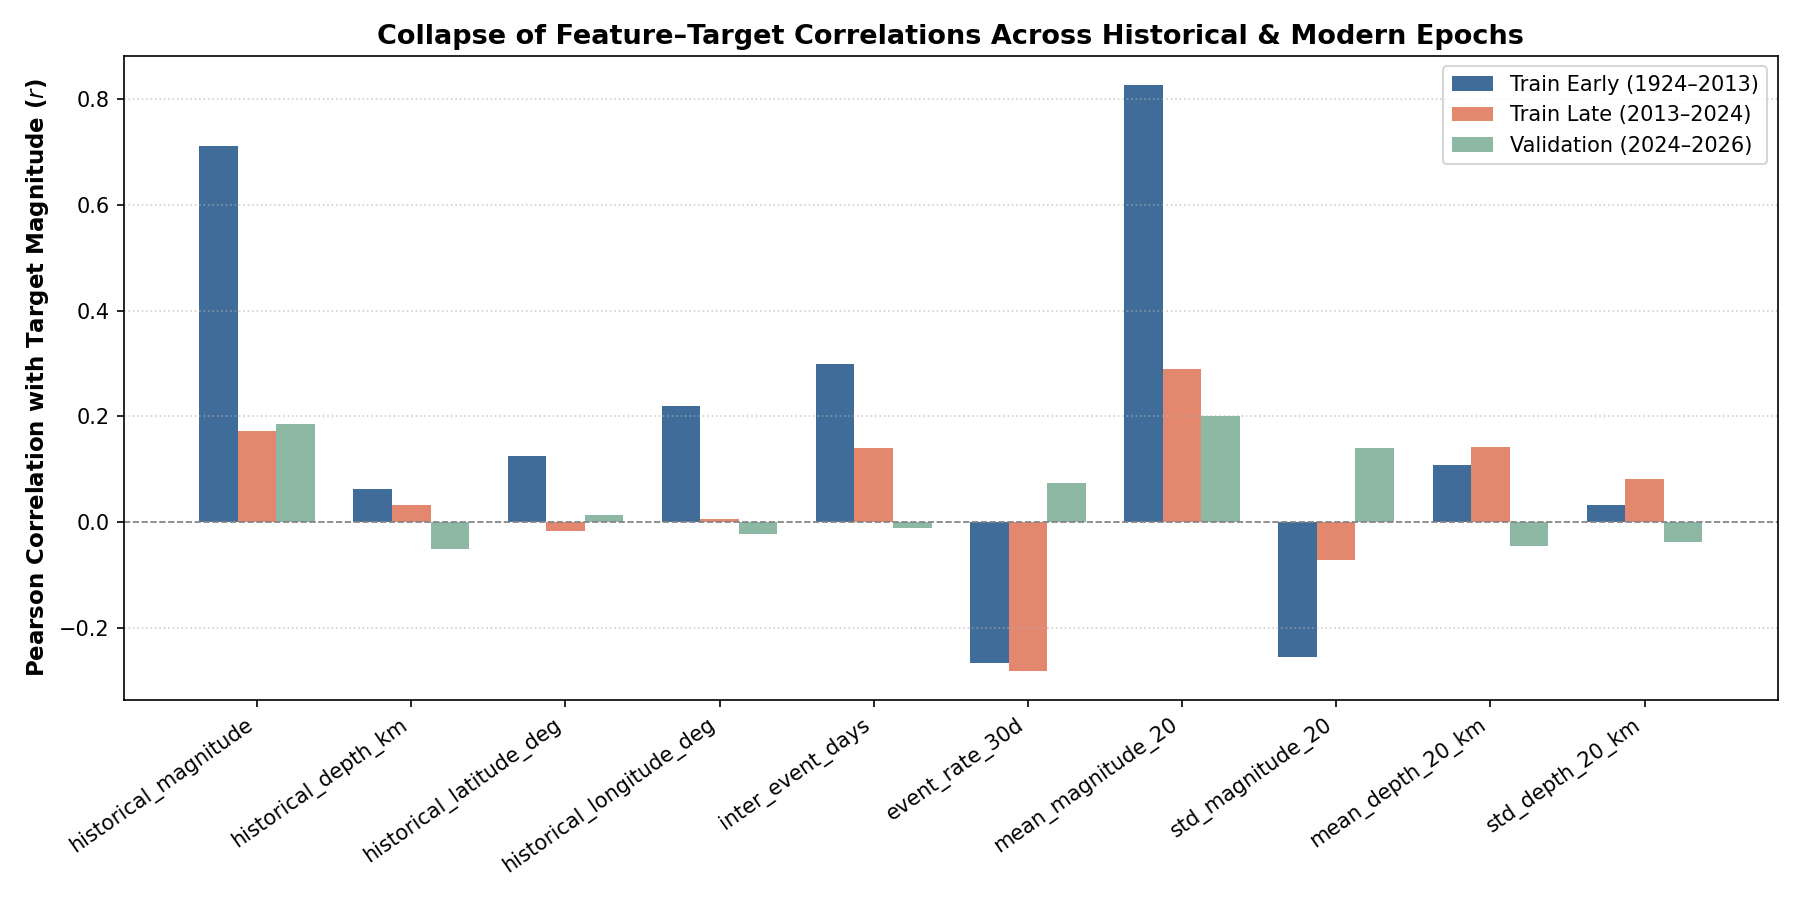 Collapse of Feature–Target Correlations Across Historical & Modern Epochs
Pearson Correlation with Target Magnitude (r)
0.8
0.6
0.4
0.2
0.0
−0.2
Train Early (1924–2013)
Train Late (2013–2024)
Validation (2024–2026)
historical_magnitude
historical_depth_km
historical_latitude_deg
historical_longitude_deg
inter_event_days
event_rate_30d
mean_magnitude_20
std_magnitude_20
mean_depth_20_km
std_depth_20_km